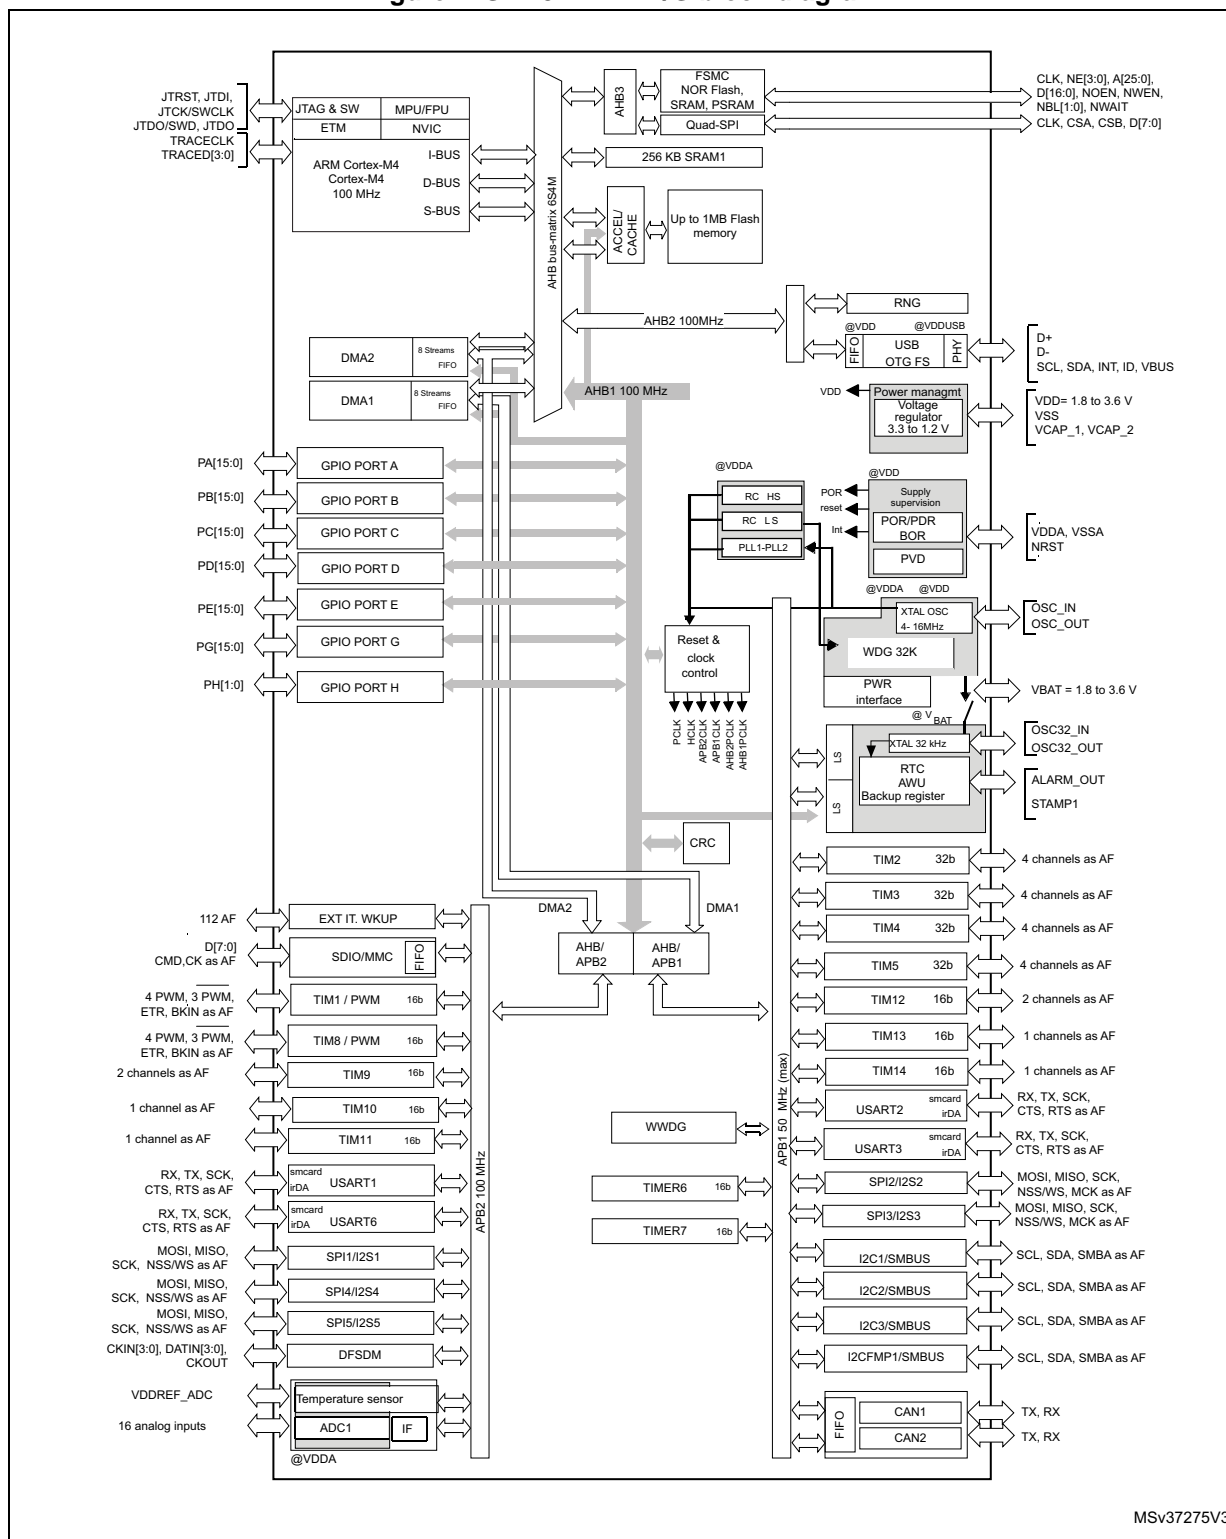 JTRST, JTDI,
JTCK/SWCLK
JTDO/SWD, JTDO
TRACECLK
TRACED[3:0]
JTAG & SW
MPU/FPU
ETM
NVIC
ARM Cortex-M4
Cortex-M4
100 MHz
I-BUS
D-BUS
S-BUS
AHB bus-matrix 6S4M
AHB3
FSMC
NOR Flash,
SRAM, PSRAM
Quad-SPI
CLK, NE[3:0], A[25:0],
D[16:0], NOEN, NWEN,
NBL[1:0], NWAIT
CLK, CSA, CSB, D[7:0]
256 KB SRAM1
ACCEL/
CACHE
Up to 1MB Flash
memory
AHB2 100MHz
RNG
@VDD
@VDDUSB
FIFO
USB
OTG FS
PHY
D+
D-
SCL, SDA, INT, ID, VBUS
DMA2
8 Streams
FIFO
DMA1
8 Streams
FIFO
AHB1 100 MHz
VDD
Power managmt
Voltage
regulator
3.3 to 1.2 V
VDD= 1.8 to 3.6 V
VSS
VCAP_1, VCAP_2
PA[15:0]
GPIO PORT A
PB[15:0]
GPIO PORT B
PC[15:0]
GPIO PORT C
PD[15:0]
GPIO PORT D
PE[15:0]
GPIO PORT E
PG[15:0]
GPIO PORT G
PH[1:0]
GPIO PORT H
@VDDA
RC HS
RC LS
PLL1-PLL2
@VDD
POR
reset
Int
Supply
supervision
POR/PDR
BOR
PVD
VDDA, VSSA
NRST
@VDDA
@VDD
XTAL OSC
4- 16MHz
OSC_IN
OSC_OUT
WDG 32K
PWR
interface
VBAT = 1.8 to 3.6 V
Reset &
clock
control
PCLK
HCLK
APB2CLK
APB1CLK
AHB2PCLK
AHB1PCLK
@ VBAT
LS
LS
XTAL 32 kHz
RTC
AWU
Backup register
OSC32_IN
OSC32_OUT
ALARM_OUT
STAMP1
CRC
DMA2
DMA1
AHB/
APB2
AHB/
APB1
112 AF
EXT IT. WKUP
D[7:0]
CMD,CK as AF
SDIO/MMC
FIFO
4 PWM, 3 PWM,
ETR, BKIN as AF
TIM1 / PWM 16b
4 PWM, 3 PWM,
ETR, BKIN as AF
TIM8 / PWM 16b
2 channels as AF
TIM9 16b
1 channel as AF
TIM10 16b
1 channel as AF
TIM11 16b
RX, TX, SCK,
CTS, RTS as AF
smcard
irDA USART1
RX, TX, SCK,
CTS, RTS as AF
smcard
irDA USART6
MOSI, MISO,
SCK, NSS/WS as AF
SPI1/I2S1
MOSI, MISO,
SCK, NSS/WS as AF
SPI4/I2S4
MOSI, MISO,
SCK, NSS/WS as AF
SPI5/I2S5
CKIN[3:0], DATIN[3:0],
CKOUT
DFSDM
VDDREF_ADC
Temperature sensor
16 analog inputs
ADC1
IF
@VDDA
APB2 100 MHz
WWDG
TIMER6 16b
TIMER7 16b
APB1 50 MHz (max)
TIM2 32b
4 channels as AF
TIM3 32b
4 channels as AF
TIM4 32b
4 channels as AF
TIM5 32b
4 channels as AF
TIM12 16b
2 channels as AF
TIM13 16b
1 channels as AF
TIM14 16b
1 channels as AF
USART2
smcard
irDA
RX, TX, SCK,
CTS, RTS as AF
USART3
smcard
irDA
RX, TX, SCK,
CTS, RTS as AF
SPI2/I2S2
MOSI, MISO, SCK,
NSS/WS, MCK as AF
SPI3/I2S3
MOSI, MISO, SCK,
NSS/WS, MCK as AF
I2C1/SMBUS
SCL, SDA, SMBA as AF
I2C2/SMBUS
SCL, SDA, SMBA as AF
I2C3/SMBUS
SCL, SDA, SMBA as AF
I2CFMP1/SMBUS
SCL, SDA, SMBA as AF
FIFO
CAN1
TX, RX
CAN2
TX, RX
MSv37275V3